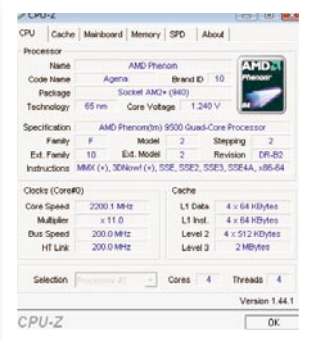 CPU-Z
CPU Cache Mainboard Memory SPD About
Processor
Name AMD Phenom
Code Name Agena Brand ID 10
Package Socket AM2+ (940)
Technology 65 nm Core Voltage 1.240 V
AMD
Phenom
Specification AMD Phenom(tm) 9500 Quad-Core Processor
Family F Model 2 Stepping 2
Ext. Family 10 Ext. Model 2 Revision DR-B2
Instructions MMX (+), 3DNow! (+), SSE, SSE2, SSE3, SSE4A, x86-64
Clocks (Core#0) Cache
Core Speed 2200.1 MHz L1 Data 4 x 64 KBytes
Multiplier x 11.0 L1 Inst. 4 x 64 KBytes
Bus Speed 200.0 MHz Level 2 4 x 512 KBytes
HT Link 200.0 MHz Level 3 2 MBytes
Selection Processor #1 Cores 4 Threads 4
Version 1.44.1
CPU-Z OK